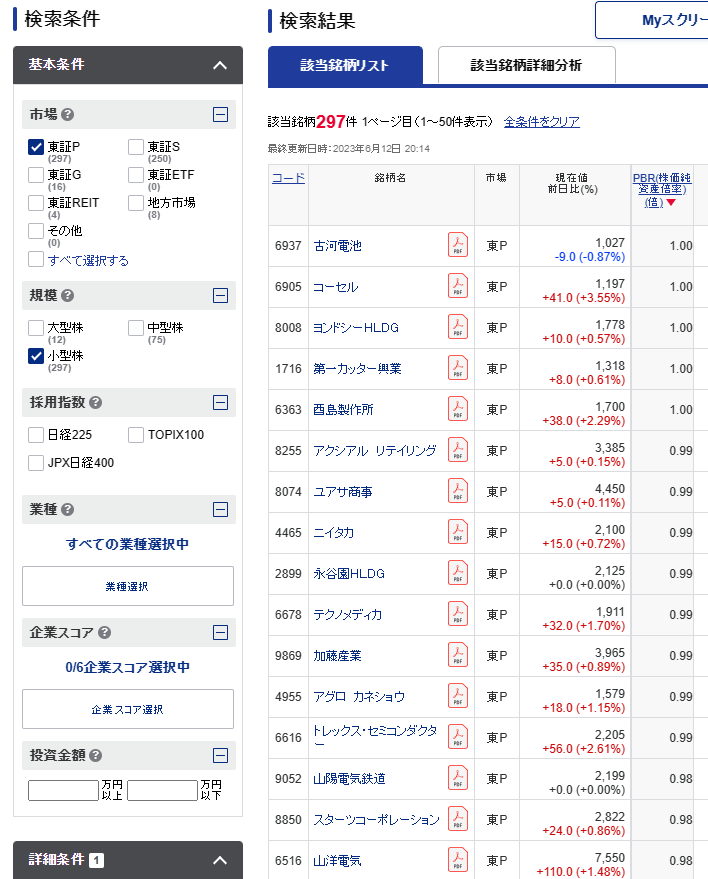 検索条件
基本条件
市場 ?
東証P
(297)
東証S
(250)
東証G
(16)
東証ETF
(0)
東証REIT
(4)
地方市場
(8)
その他
(0)
すべて選択する
規模 ?
大型株
(12)
中型株
(75)
小型株
(297)
採用指数 ?
日経225
TOPIX100
JPX日経400
業種 ?
すべての業種選択中
業種選択
企業スコア ?
0/6企業スコア選択中
企業スコア選択
投資金額 ?
万円
以上
万円
以下
詳細条件 1
検索結果
Myスクリー
該当銘柄リスト
該当銘柄詳細分析
該当銘柄297件 1ページ目(1～50件表示) 全条件をクリア
最終更新日時:2023年6月12日 20:14
コード
銘柄名
市場
現在値
前日比(%)
PBR(株価純
資産倍率)
(倍)▼
6937 古河電池 PDF 東P 1,027 1.00
-9.0 (-0.87%)
6905 コーセル PDF 東P 1,197 1.00
+41.0 (+3.55%)
8008 ヨンドシーHLDG PDF 東P 1,778 1.00
+10.0 (+0.57%)
1716 第一カッター興業 PDF 東P 1,318 1.00
+8.0 (+0.61%)
6363 酉島製作所 PDF 東P 1,700 1.00
+38.0 (+2.29%)
8255 アクシアル リテイリング PDF 東P 3,385 0.99
+5.0 (+0.15%)
8074 ユアサ商事 PDF 東P 4,450 0.99
+5.0 (+0.11%)
4465 ニイタカ PDF 東P 2,100 0.99
+15.0 (+0.72%)
2899 永谷園HLDG PDF 東P 2,125 0.99
+0.0 (+0.00%)
6678 テクノメディカ PDF 東P 1,911 0.99
+32.0 (+1.70%)
9869 加藤産業 PDF 東P 3,965 0.99
+35.0 (+0.89%)
4955 アグロ カネショウ PDF 東P 1,579 0.99
+18.0 (+1.15%)
6616 トレックス・セミコンダクタ
ー PDF 東P 2,205 0.99
+56.0 (+2.61%)
9052 山陽電気鉄道 PDF 東P 2,199 0.98
+0.0 (+0.00%)
8850 スターツコーポレーション PDF 東P 2,822 0.98
+24.0 (+0.86%)
6516 山洋電気 PDF 東P 7,550 0.98
+110.0 (+1.48%)